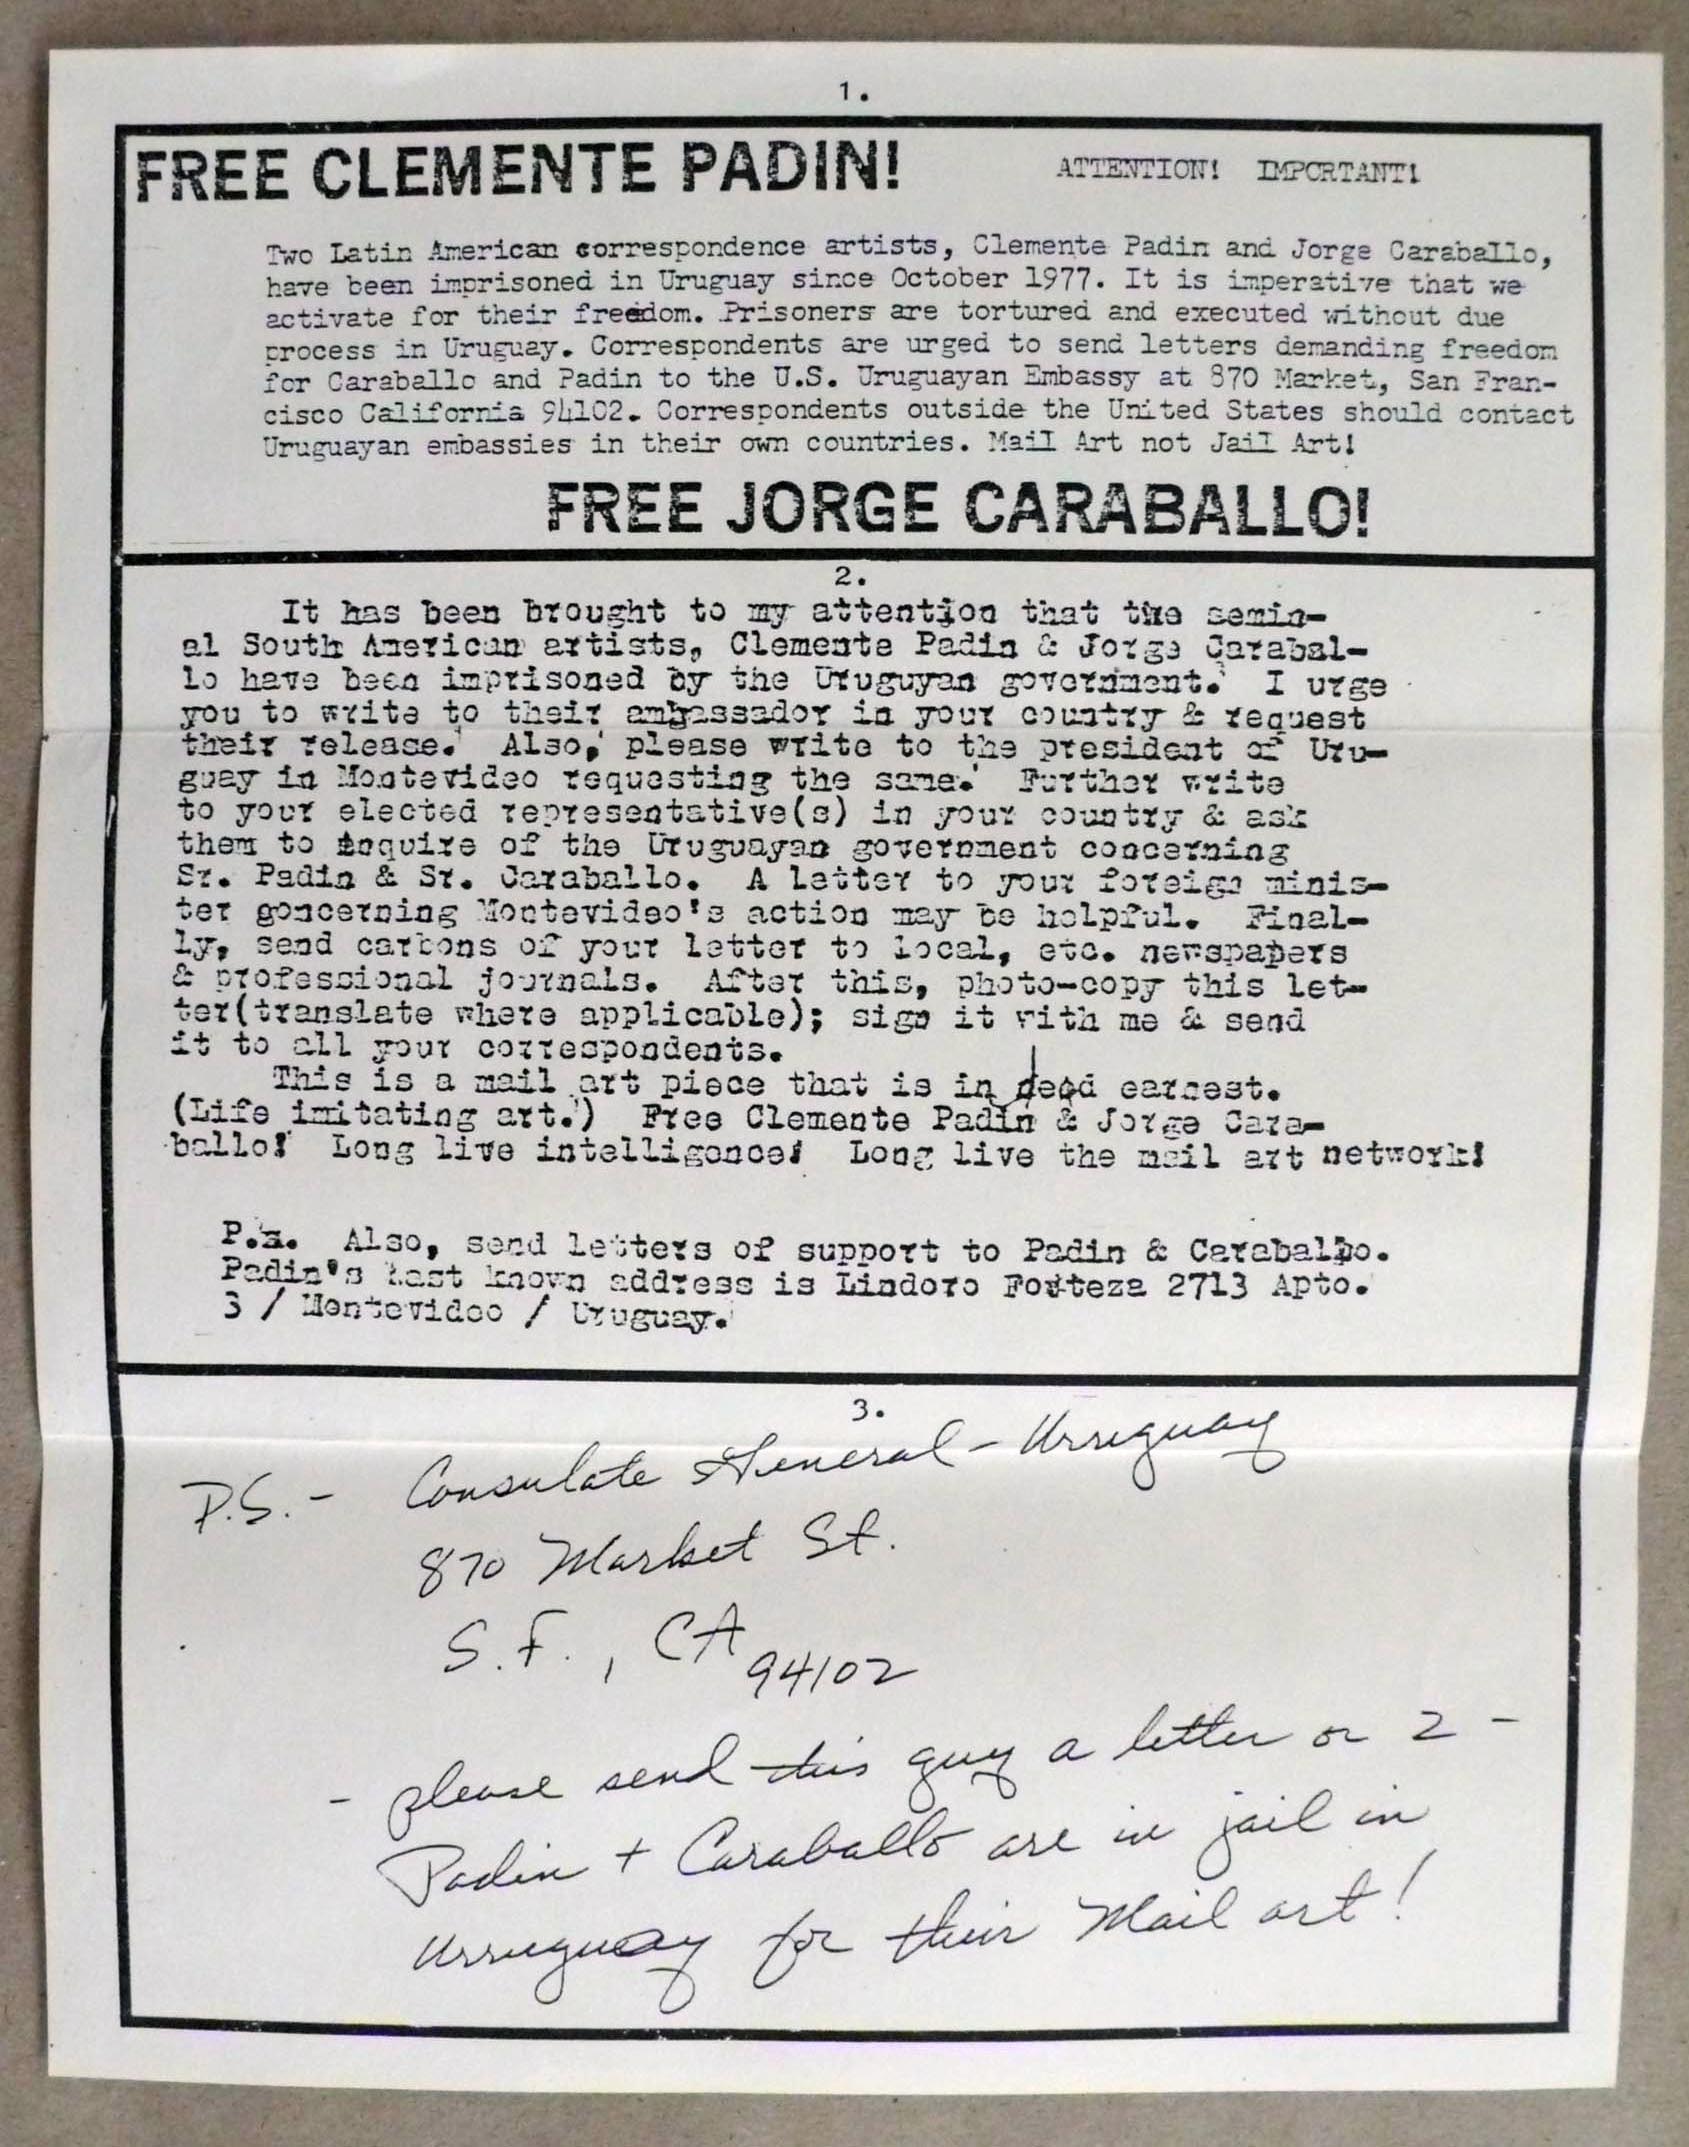 1.
FREE CLEMENTE PADIN!
ATTENTION! IMPORTANT!
Two Latin American correspondence artists, Clemente Padin and Jorge Caraballo,
have been imprisoned in Uruguay since October 1977. It is imperative that we
activate for their freedom. Prisoners are tortured and executed without due
process in Uruguay. Correspondents are urged to send letters demanding freedom
for Caraballo and Padin to the U.S. Uruguayan Embassy at 870 Market, San Fran-
cisco California 94102. Correspondents outside the United States should contact
Uruguayan embassies in their own countries. Mail Art not Jail Art!
FREE JORGE CARABALLO!
2.
It has been brought to my attention that the semin-
al South American artists, Clemente Padin & Jorge Carabal-
lo have been imprisoned by the Uruguyan government. I urge
you to write to their ambassador in your country & request
their release. Also, please write to the president of Uru-
guay in Montevideo requesting the same. Further write
to your elected representative(s) in your country & ask
them to inquire of the Uruguayan government concerning
Sr. Padin & Sr. Caraballo. A letter to your foreign minis-
ter goncerning Montevideo's action may be helpful. Final-
ly, send carbons of your letter to local, etc. newspapers
& professional journals. After this, photo-copy this let-
ter(translate where applicable); sign it with me & send
it to all your correspondents.
This is a mail art piece that is in dead earnest.
(Life imitating art.) Free Clemente Padin & Jorge Cara-
ballo! Long live intelligence! Long live the mail art network!
P.s. Also, send letters of support to Padin & Caraballo.
Padin's last known address is Lindoro Forteza 2713 Apto.
3 / Montevideo / Uruguay.
3.
P.S. - Consulate General - Urruguay
870 Market St.
S.F., CA 94102
- please send this guy a letter or 2 -
Padin + Caraballo are in jail in
Urruguay for their Mail art!